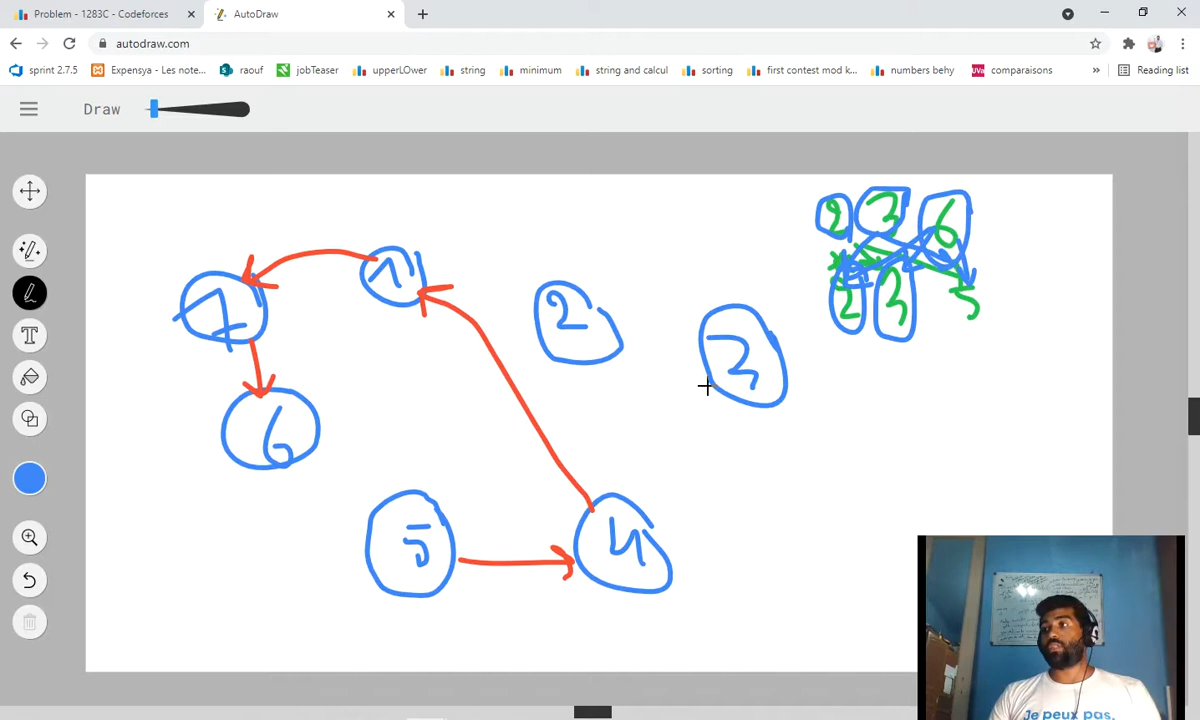 Problem - 1283C - Codeforces
AutoDraw
autodraw.com
sprint 2.7.5
Expensya - Les note...
raouf
jobTeaser
upperLOwer
string
minimum
string and calcul
sorting
first contest mod k...
numbers behy
UVa
comparaisons
»
Reading list
Draw
2 3 6
2 3 5
7
1
2
3
6
5
4
T
Je peux pas,